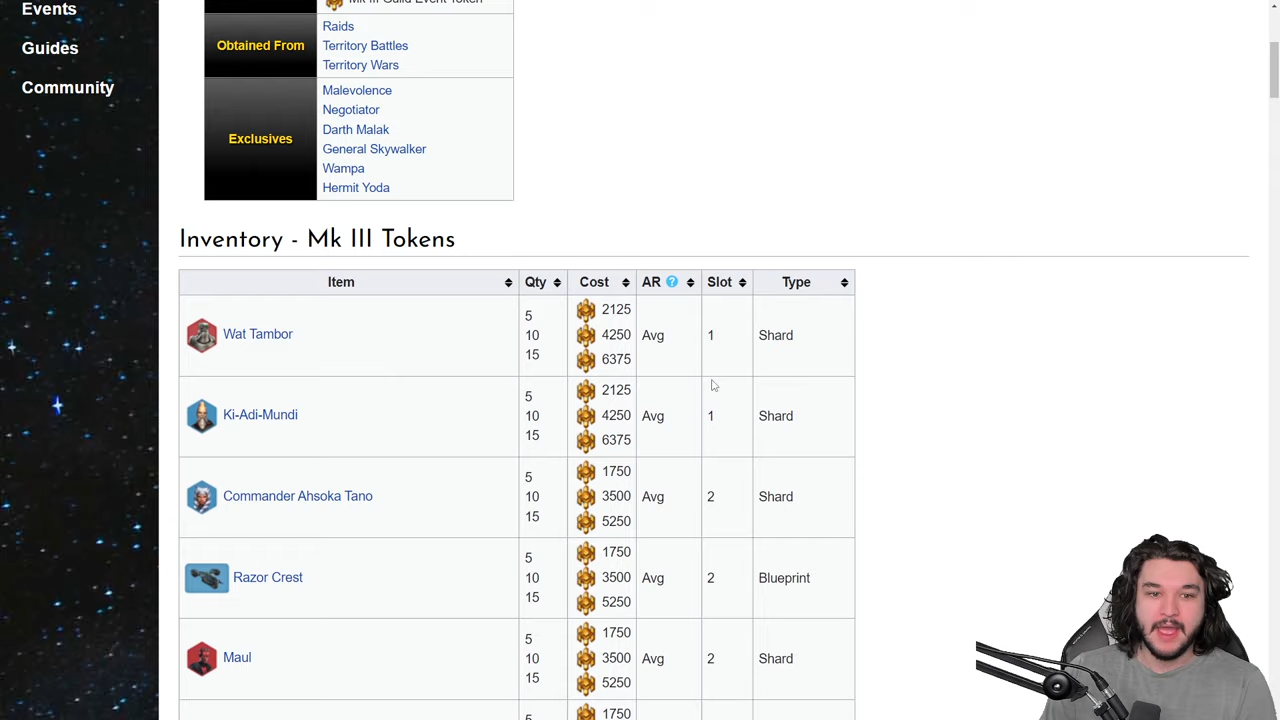 Events
Guides
Community
Mk III Guild Event Token
Obtained From
Raids
Territory Battles
Territory Wars
Exclusives
Malevolence
Negotiator
Darth Malak
General Skywalker
Wampa
Hermit Yoda
Inventory - Mk III Tokens
Item Qty Cost AR ? Slot Type
Wat Tambor
5
10
15
2125
4250
6375
Avg
1
Shard
Ki-Adi-Mundi
5
10
15
2125
4250
6375
Avg
1
Shard
Commander Ahsoka Tano
5
10
15
1750
3500
5250
Avg
2
Shard
Razor Crest
5
10
15
1750
3500
5250
Avg
2
Blueprint
Maul
5
10
15
1750
3500
5250
Avg
2
Shard
5
1750